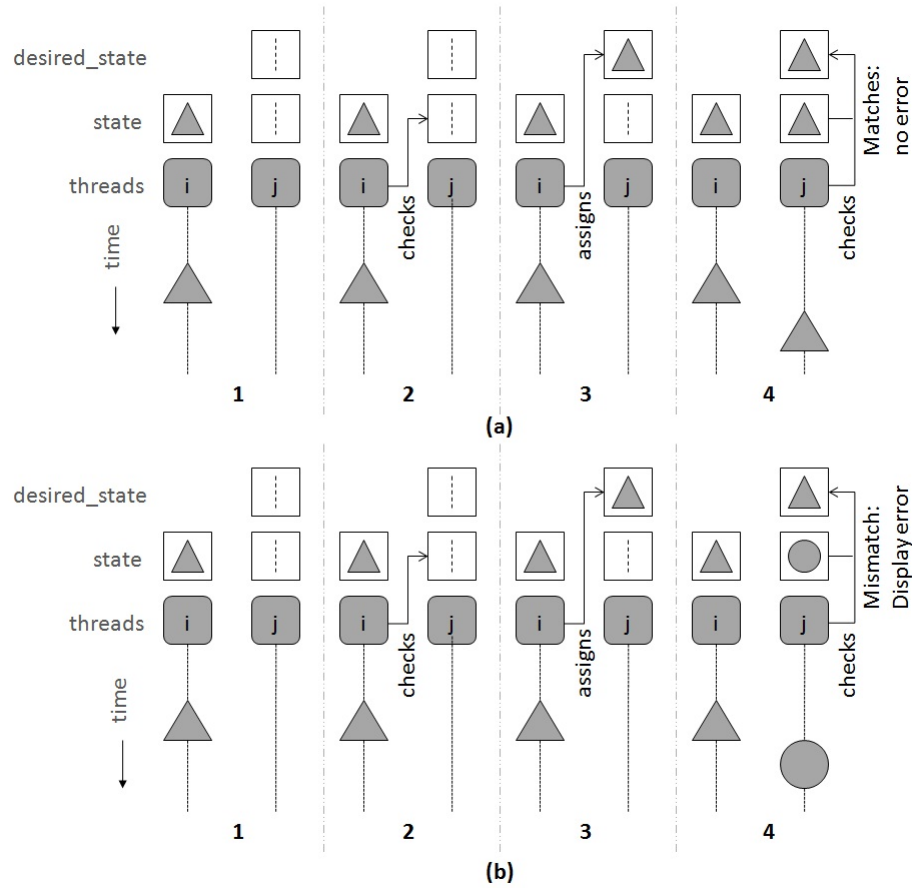 desired_state
state
threads
i j i j i j i j
time
checks
assigns
checks
Matches:
no error
1 2 3 4
(a)
desired_state
state
threads
i j i j i j i j
time
checks
assigns
checks
Mismatch:
Display error
1 2 3 4
(b)